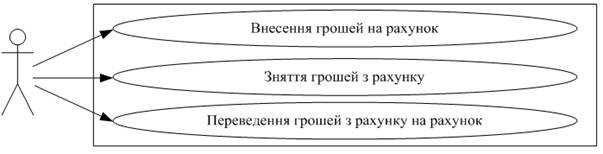 Внесення грошей на рахунок
Зняття грошей з рахунку
Переведення грошей з рахунку на рахунок